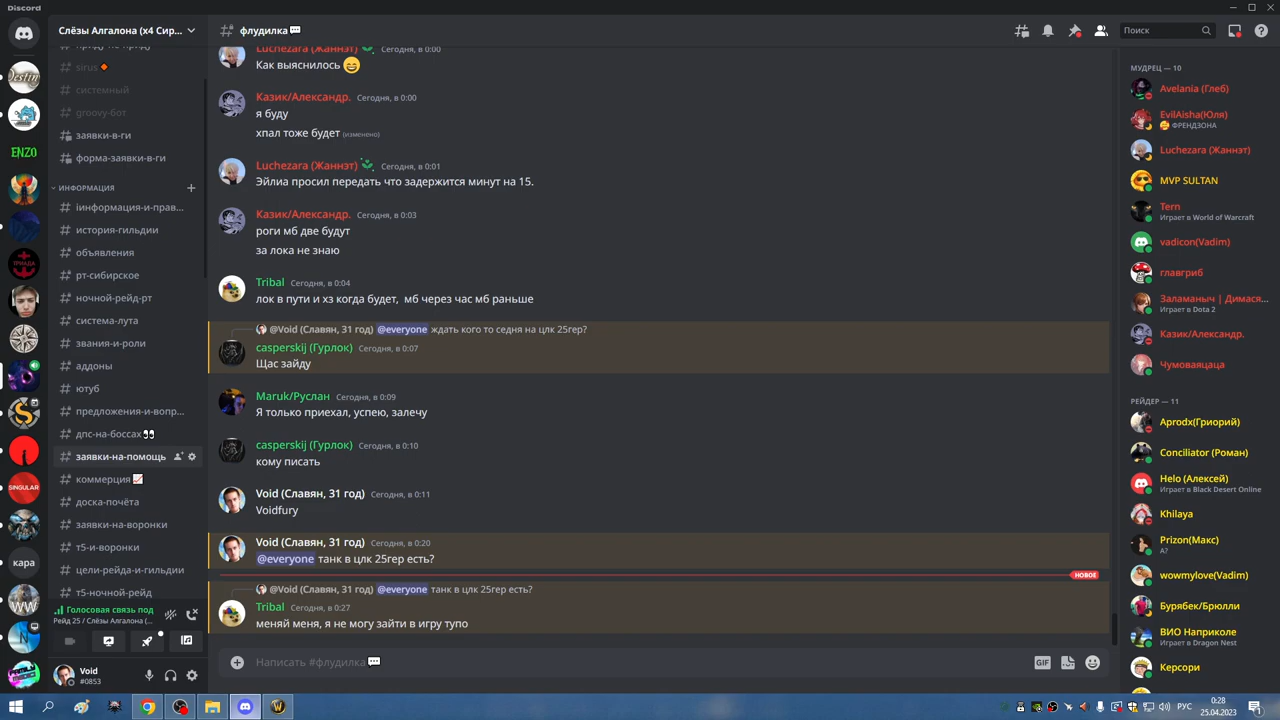 Discord
Слёзы Алгалона (x4 Сир...
sirus
системный
groovy-бот
заявки-в-ги
форма-заявки-в-ги
ИНФОРМАЦИЯ
іинформация-и-прав...
история-гильдии
объявления
рт-сибирское
ночной-рейд-рт
система-лута
звания-и-роли
аддоны
ютуб
предложения-и-вопр...
дпс-на-боссах👀
заявки-на-помощь
коммерция📈
доска-почёта
заявки-на-воронки
т5-и-воронки
цели-рейда-и-гильдии
т5-ночной-рейд
Голосовая связь под
Рейд 25 / Слёзы Алгалона (...
Void
#0853
Destiny
ENZO
ТРИАДА
SINGULAR
кара
WW
флудилка💬
Поиск
Luchezara (Жаннэт) Сегодня, в 0:00
Как выяснилось 😄
Казик/Александр. Сегодня, в 0:00
я буду
хпал тоже будет (изменено)
Luchezara (Жаннэт) Сегодня, в 0:01
Эйлиа просил передать что задержится минут на 15.
Казик/Александр. Сегодня, в 0:03
роги мб две будут
за лока не знаю
Tribal Сегодня, в 0:04
лок в пути и хз когда будет, мб через час мб раньше
@Void (Славян, 31 год) @everyone ждать кого то седня на цлк 25гер?
casperskij (Гурлок) Сегодня, в 0:07
Щас зайду
Maruk/Руслан Сегодня, в 0:09
Я только приехал, успею, залечу
casperskij (Гурлок) Сегодня, в 0:10
кому писать
Void (Славян, 31 год) Сегодня, в 0:11
Voidfury
Void (Славян, 31 год) Сегодня, в 0:20
@everyone танк в цлк 25гер есть?
НОВОЕ
@Void (Славян, 31 год) @everyone танк в цлк 25гер есть?
Tribal Сегодня, в 0:27
меняй меня, я не могу зайти в игру тупо
Написать #флудилка💬
GIF
МУДРЕЦ — 10
Avelania (Глеб)
EvilAisha(Юля)
🥰 ФРЕНДЗОНА
Luchezara (Жаннэт)
MVP SULTAN
Tern
Играет в World of Warcraft
vadicon(Vadim)
главгриб
Заламаныч | Димася...
Играет в Dota 2
Казик/Александр.
Чумоваяцаца
РЕЙДЕР — 11
Aprodx(Гриорий)
Conciliator (Роман)
Helo (Алексей)
Играет в Black Desert Online
Khilaya
Prizon(Макс)
А?
wowmylove(Vadim)
Бурябек/Брюлли
ВИО Наприколе
Играет в Dragon Nest
Керсори
РУС
0:28
25.04.2023
1